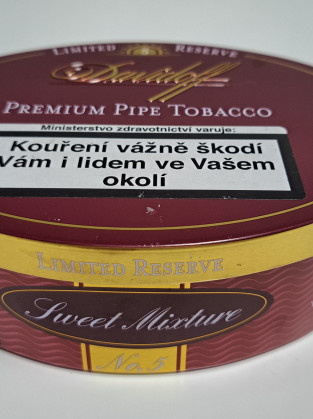 LIMITED RESERVE
Davidoff
PREMIUM PIPE TOBACCO
Ministerstvo zdravotnictví varuje:
Kouření vážně škodí
Vám i lidem ve Vašem
okolí
LIMITED RESERVE
Sweet Mixture
No. 5